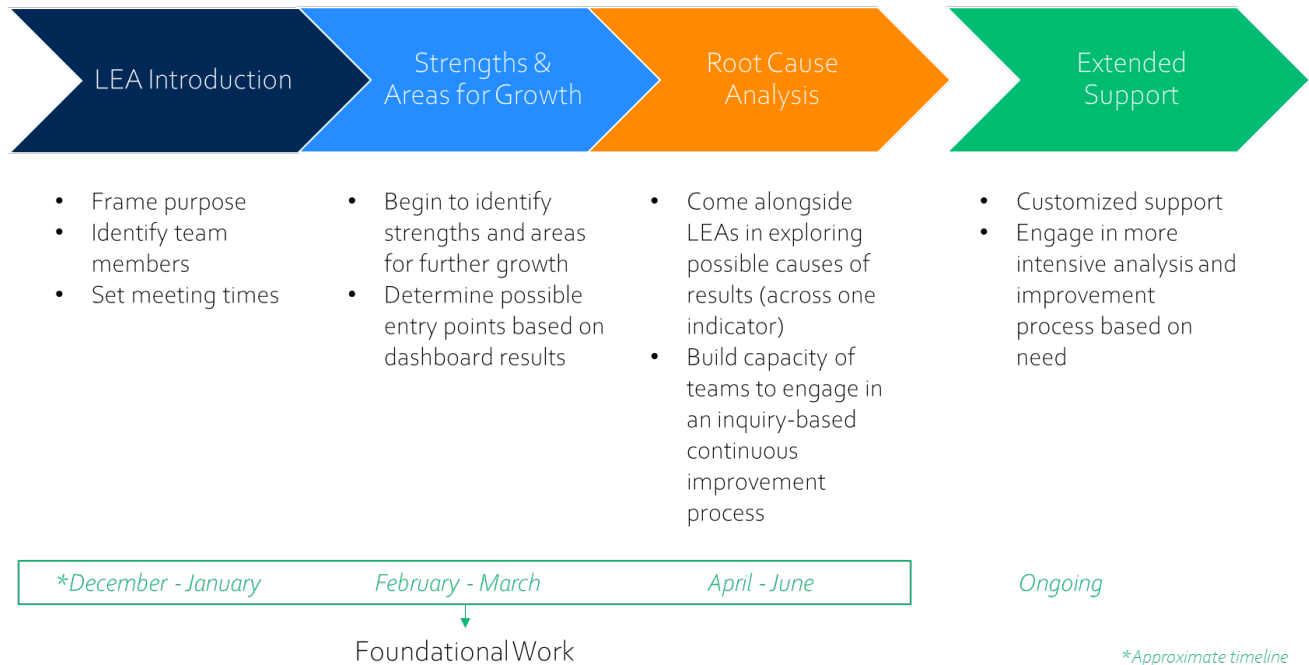 LEA Introduction
Strengths &
Areas for Growth
Root Cause
Analysis
Extended
Support
• Frame purpose
• Identify team
members
• Set meeting times
• Begin to identify
strengths and areas
for further growth
• Determine possible
entry points based on
dashboard results
• Come alongside
LEAs in exploring
possible causes of
results (across one
indicator)
• Build capacity of
teams to engage in
an inquiry-based
continuous
improvement
process
• Customized support
• Engage in more
intensive analysis and
improvement
process based on
need
*December - January
February - March
April - June
Ongoing
Foundational Work
*Approximate timeline